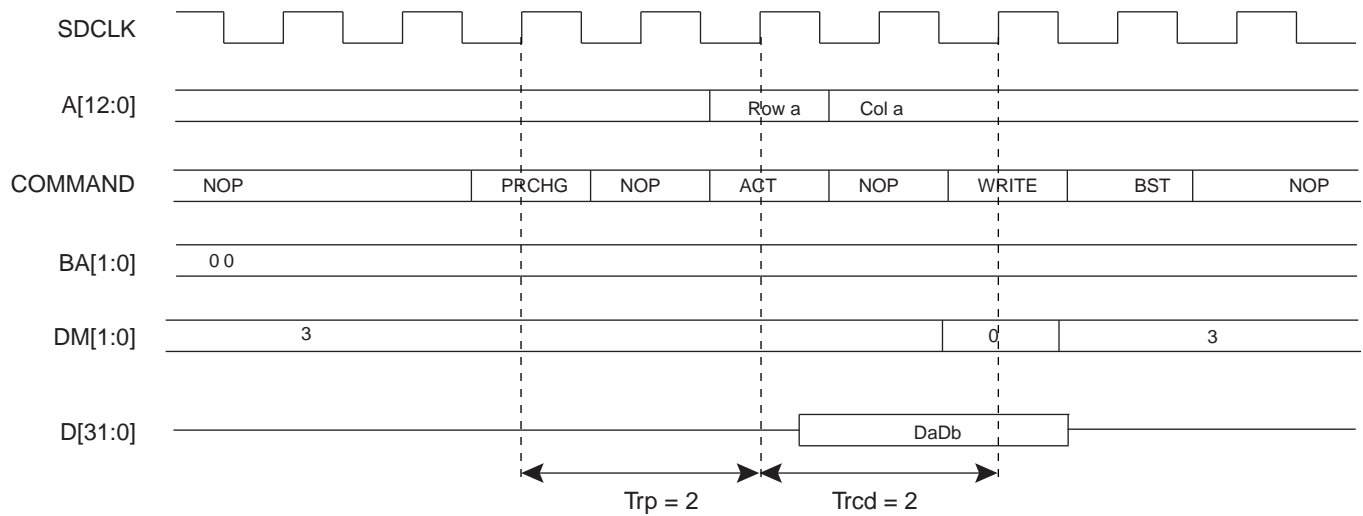 SDCLK
A[12:0] Row a Col a
COMMAND NOP PRCHG NOP ACT NOP WRITE BST NOP
BA[1:0] 0 0
DM[1:0] 3 0 3
D[31:0] DaDb
Trp = 2 Trcd = 2